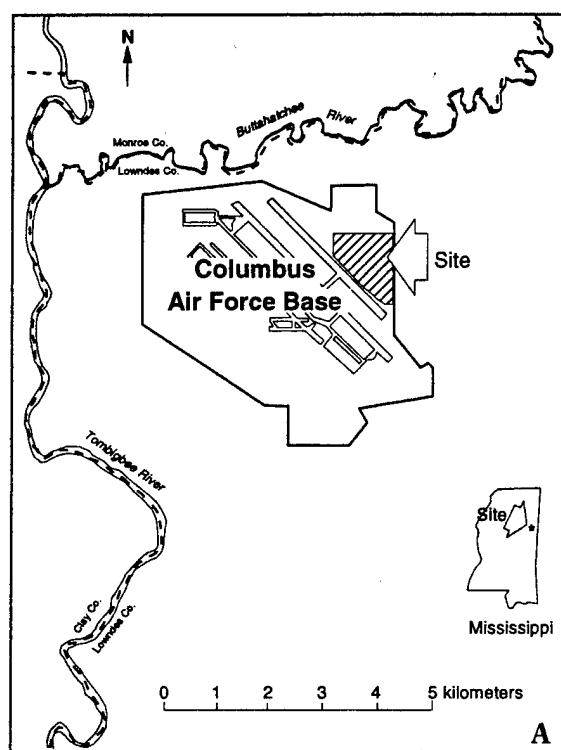 N
Buttahatchee River
Monroe Co.
Lowndes Co.
Columbus
Air Force Base
Site
Tombigbee River
Site
*
Mississippi
Clay Co.
Lowndes Co.
0 1 2 3 4 5 kilometers
A